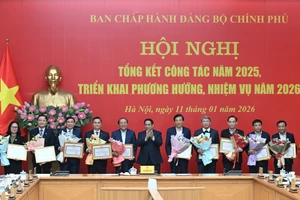 BAN CHẤP HÀNH ĐẢNG BỘ CHÍNH PHỦ
HỘI NGHỊ
TỔNG KẾT CÔNG TÁC NĂM 2025,
TRIỂN KHAI PHƯƠNG HƯỚNG, NHIỆM VỤ NĂM 2026
Hà Nội, ngày 11 tháng 01 năm 2026